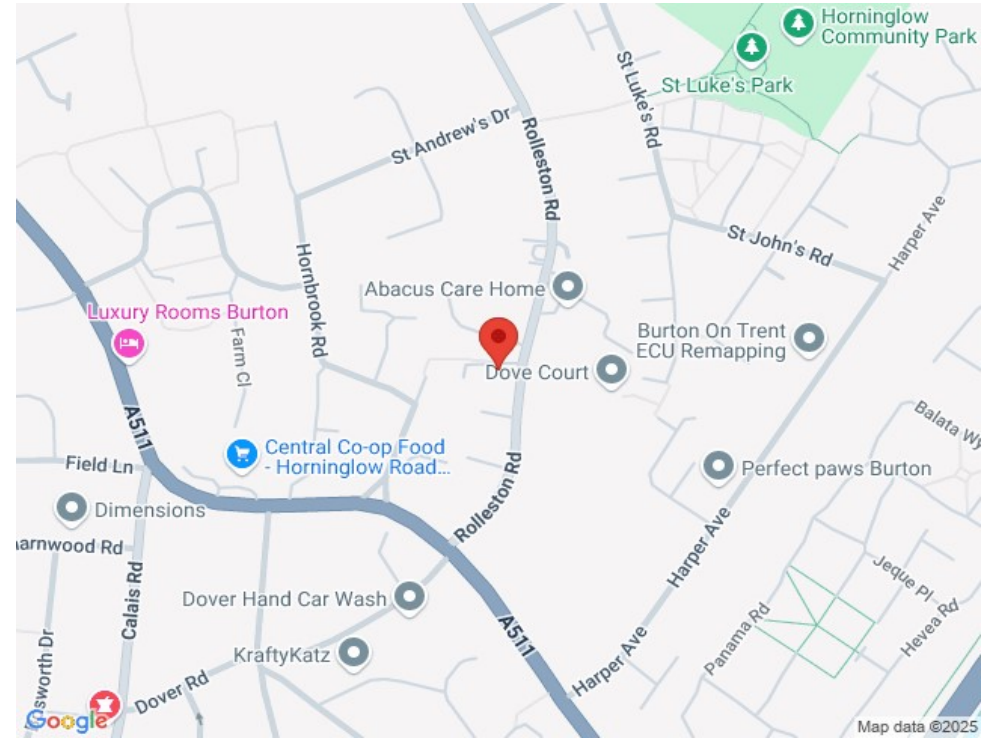 Horninglow
Community Park
St Luke's Park
St Luke's Rd
St Andrew's Dr
Rolleston Rd
Harper Ave
St John's Rd
Hornbrook Rd
Abacus Care Home
Luxury Rooms Burton
Farm Cl
Burton On Trent
ECU Remapping
Dove Court
A511
Balata Wy
Central Co-op Food
- Horninglow Road...
Field Ln
Perfect paws Burton
Rolleston Rd
Dimensions
arnwood Rd
Harper Ave
Calais Rd
Jeque Pl
Dover Hand Car Wash
Hevea Rd
Panama Rd
A511
KraftyKatz
Harper Ave
sworth Dr
Dover Rd
Google
Map data ©2025